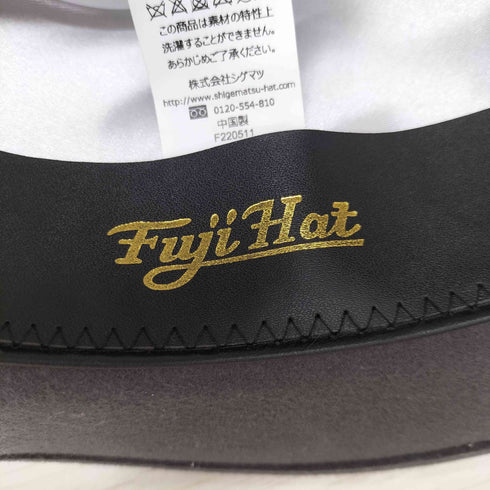 この商品は素材の特性上
洗濯することができません。
あらかじめご了承ください。
株式会社シゲマツ
http://www.shigematsu-hat.com
0120-554-810
中国製
F220511
Fuji Hat